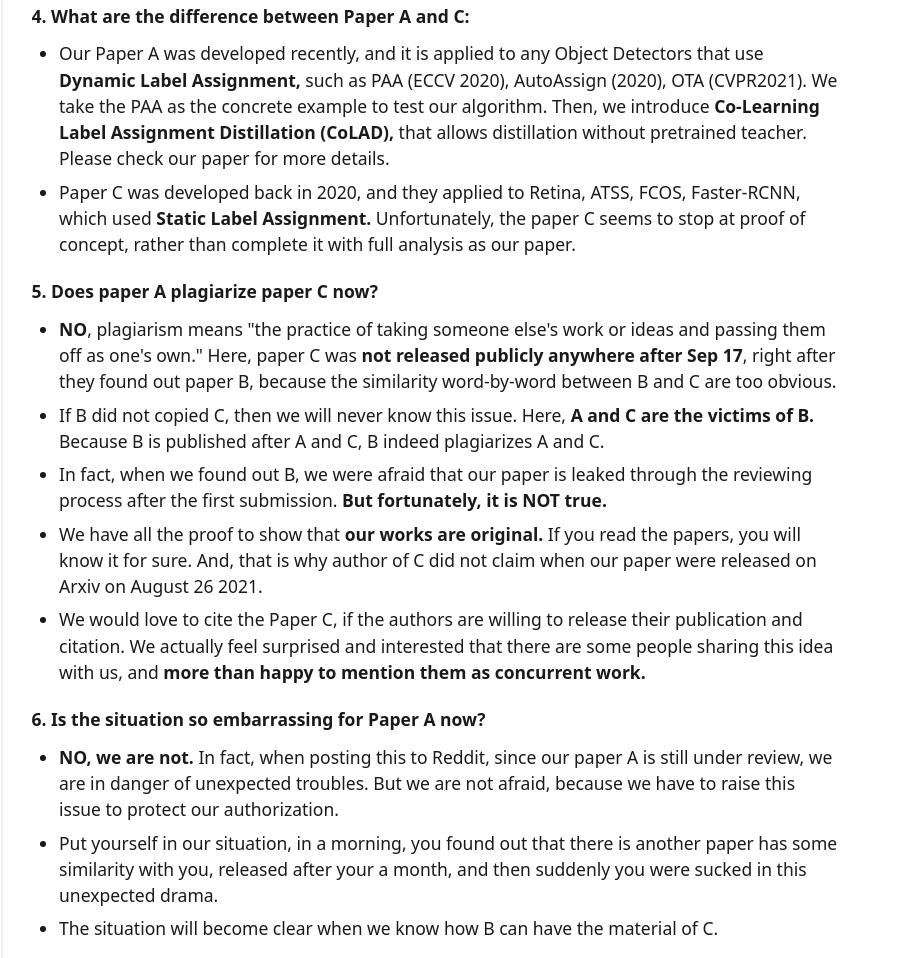 4. What are the difference between Paper A and C:
• Our Paper A was developed recently, and it is applied to any Object Detectors that use
Dynamic Label Assignment, such as PAA (ECCV 2020), AutoAssign (2020), OTA (CVPR2021). We
take the PAA as the concrete example to test our algorithm. Then, we introduce Co-Learning
Label Assignment Distillation (CoLAD), that allows distillation without pretrained teacher.
Please check our paper for more details.
• Paper C was developed back in 2020, and they applied to Retina, ATSS, FCOS, Faster-RCNN,
which used Static Label Assignment. Unfortunately, the paper C seems to stop at proof of
concept, rather than complete it with full analysis as our paper.
5. Does paper A plagiarize paper C now?
• NO, plagiarism means "the practice of taking someone else's work or ideas and passing them
off as one's own." Here, paper C was not released publicly anywhere after Sep 17, right after
they found out paper B, because the similarity word-by-word between B and C are too obvious.
• If B did not copied C, then we will never know this issue. Here, A and C are the victims of B.
Because B is published after A and C, B indeed plagiarizes A and C.
• In fact, when we found out B, we were afraid that our paper is leaked through the reviewing
process after the first submission. But fortunately, it is NOT true.
• We have all the proof to show that our works are original. If you read the papers, you will
know it for sure. And, that is why author of C did not claim when our paper were released on
Arxiv on August 26 2021.
• We would love to cite the Paper C, if the authors are willing to release their publication and
citation. We actually feel surprised and interested that there are some people sharing this idea
with us, and more than happy to mention them as concurrent work.
6. Is the situation so embarrassing for Paper A now?
• NO, we are not. In fact, when posting this to Reddit, since our paper A is still under review, we
are in danger of unexpected troubles. But we are not afraid, because we have to raise this
issue to protect our authorization.
• Put yourself in our situation, in a morning, you found out that there is another paper has some
similarity with you, released after your a month, and then suddenly you were sucked in this
unexpected drama.
• The situation will become clear when we know how B can have the material of C.